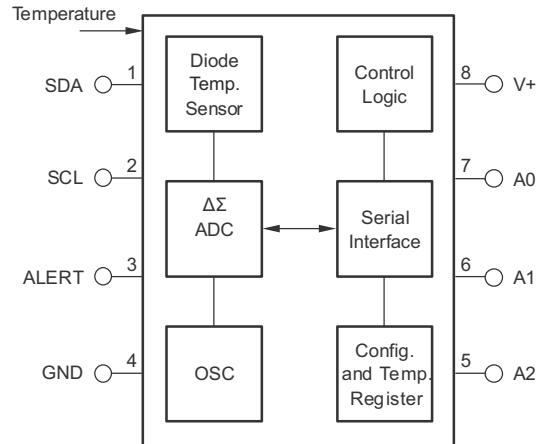 Temperature
SDA 1
SCL 2
ALERT 3
GND 4
Diode
Temp.
Sensor
ΔΣ
ADC
OSC
Control
Logic
Serial
Interface
Config.
and Temp.
Register
8 V+
7 A0
6 A1
5 A2